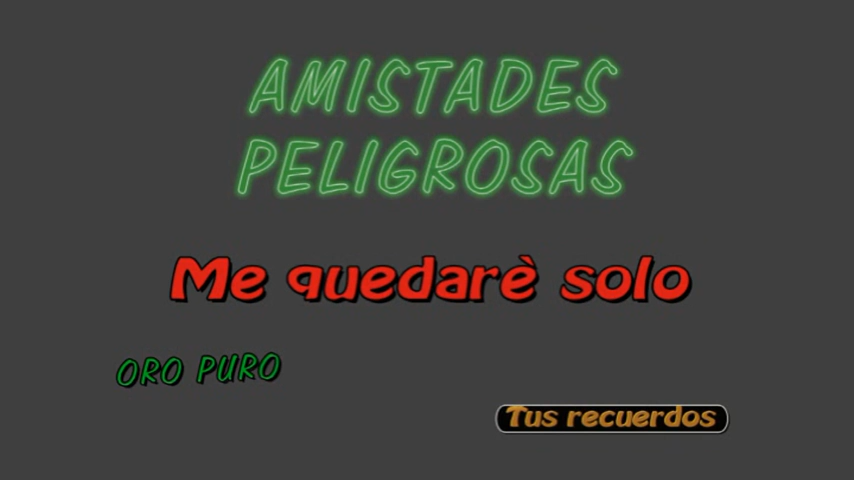 AMISTADES
PELIGROSAS
Me quedarè solo
ORO PURO
Tus recuerdos